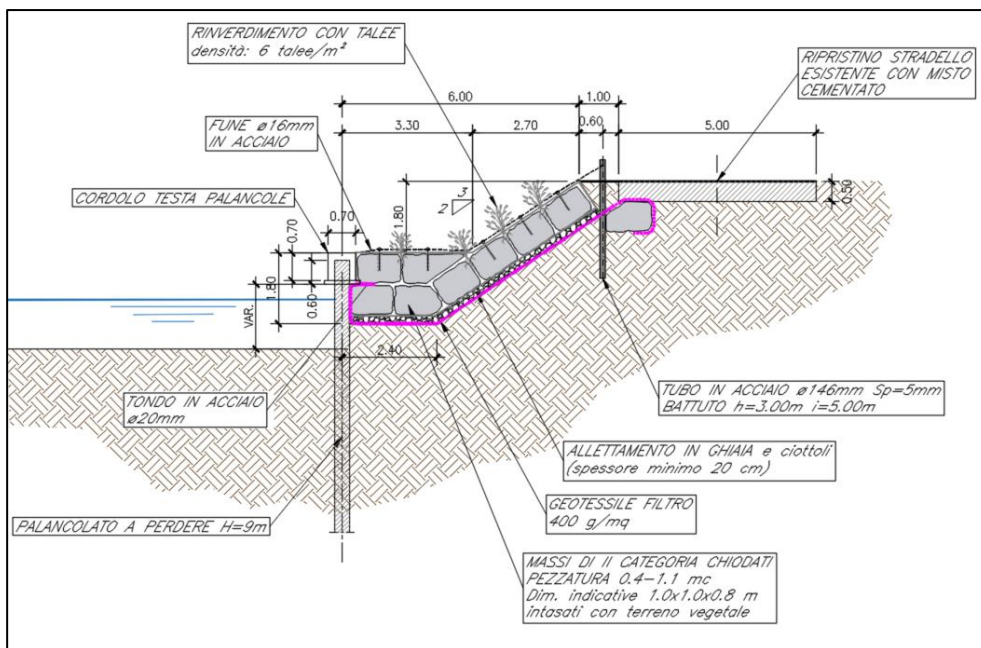 RINVERDIMENTO CON TALEE
densità: 6 talee/m²
RIPRISTINO STRADELLO
ESISTENTE CON MISTO
CEMENTATO
6.00
1.00
FUNE ø16mm
IN ACCIAIO
3.30
2.70
0.60
5.00
CORDOLO TESTA PALANCOLE
3
2
1.80
0.50
0.70
0.70
1.80
0.60
VAR.
2.40
TONDO IN ACCIAIO
ø20mm
TUBO IN ACCIAIO ø146mm Sp=5mm
BATTUTO h=3.00m i=5.00m
ALLETTAMENTO IN GHIAIA e ciottoli
(spessore minimo 20 cm)
GEOTESSILE FILTRO
400 g/mq
PALANCOLATO A PERDERE H=9m
MASSI DI II CATEGORIA CHIODATI
PEZZATURA 0.4-1.1 mc
Dim. indicative 1.0x1.0x0.8 m
intasati con terreno vegetale